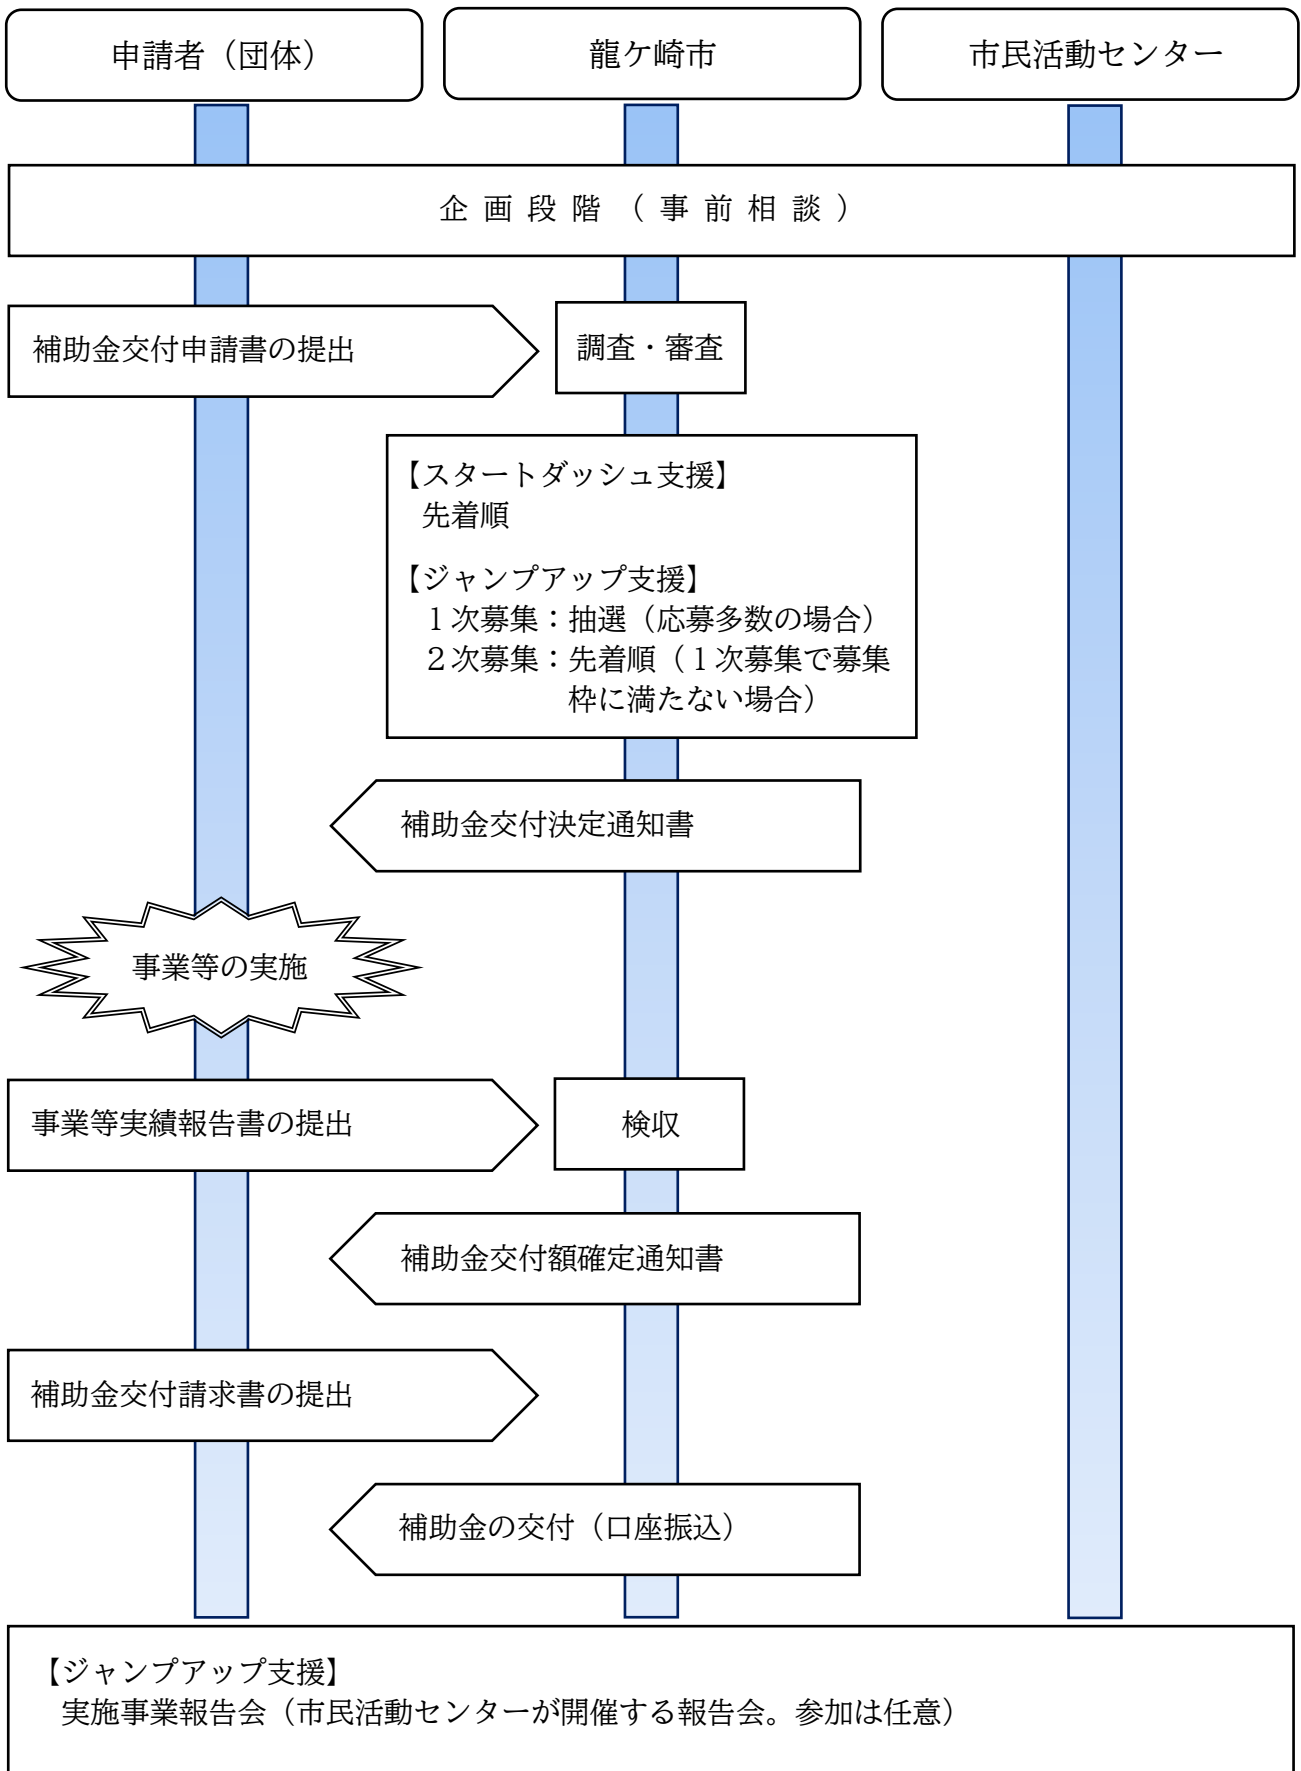 申請者（団体）
龍ケ崎市
市民活動センター
企画段階（事前相談）
補助金交付申請書の提出
調査・審査
【スタートダッシュ支援】
先着順
【ジャンプアップ支援】
１次募集：抽選（応募多数の場合）
２次募集：先着順（１次募集で募集
枠に満たない場合）
補助金交付決定通知書
事業等の実施
事業等実績報告書の提出
検収
補助金交付額確定通知書
補助金交付請求書の提出
補助金の交付（口座振込）
【ジャンプアップ支援】
実施事業報告会（市民活動センターが開催する報告会。参加は任意）